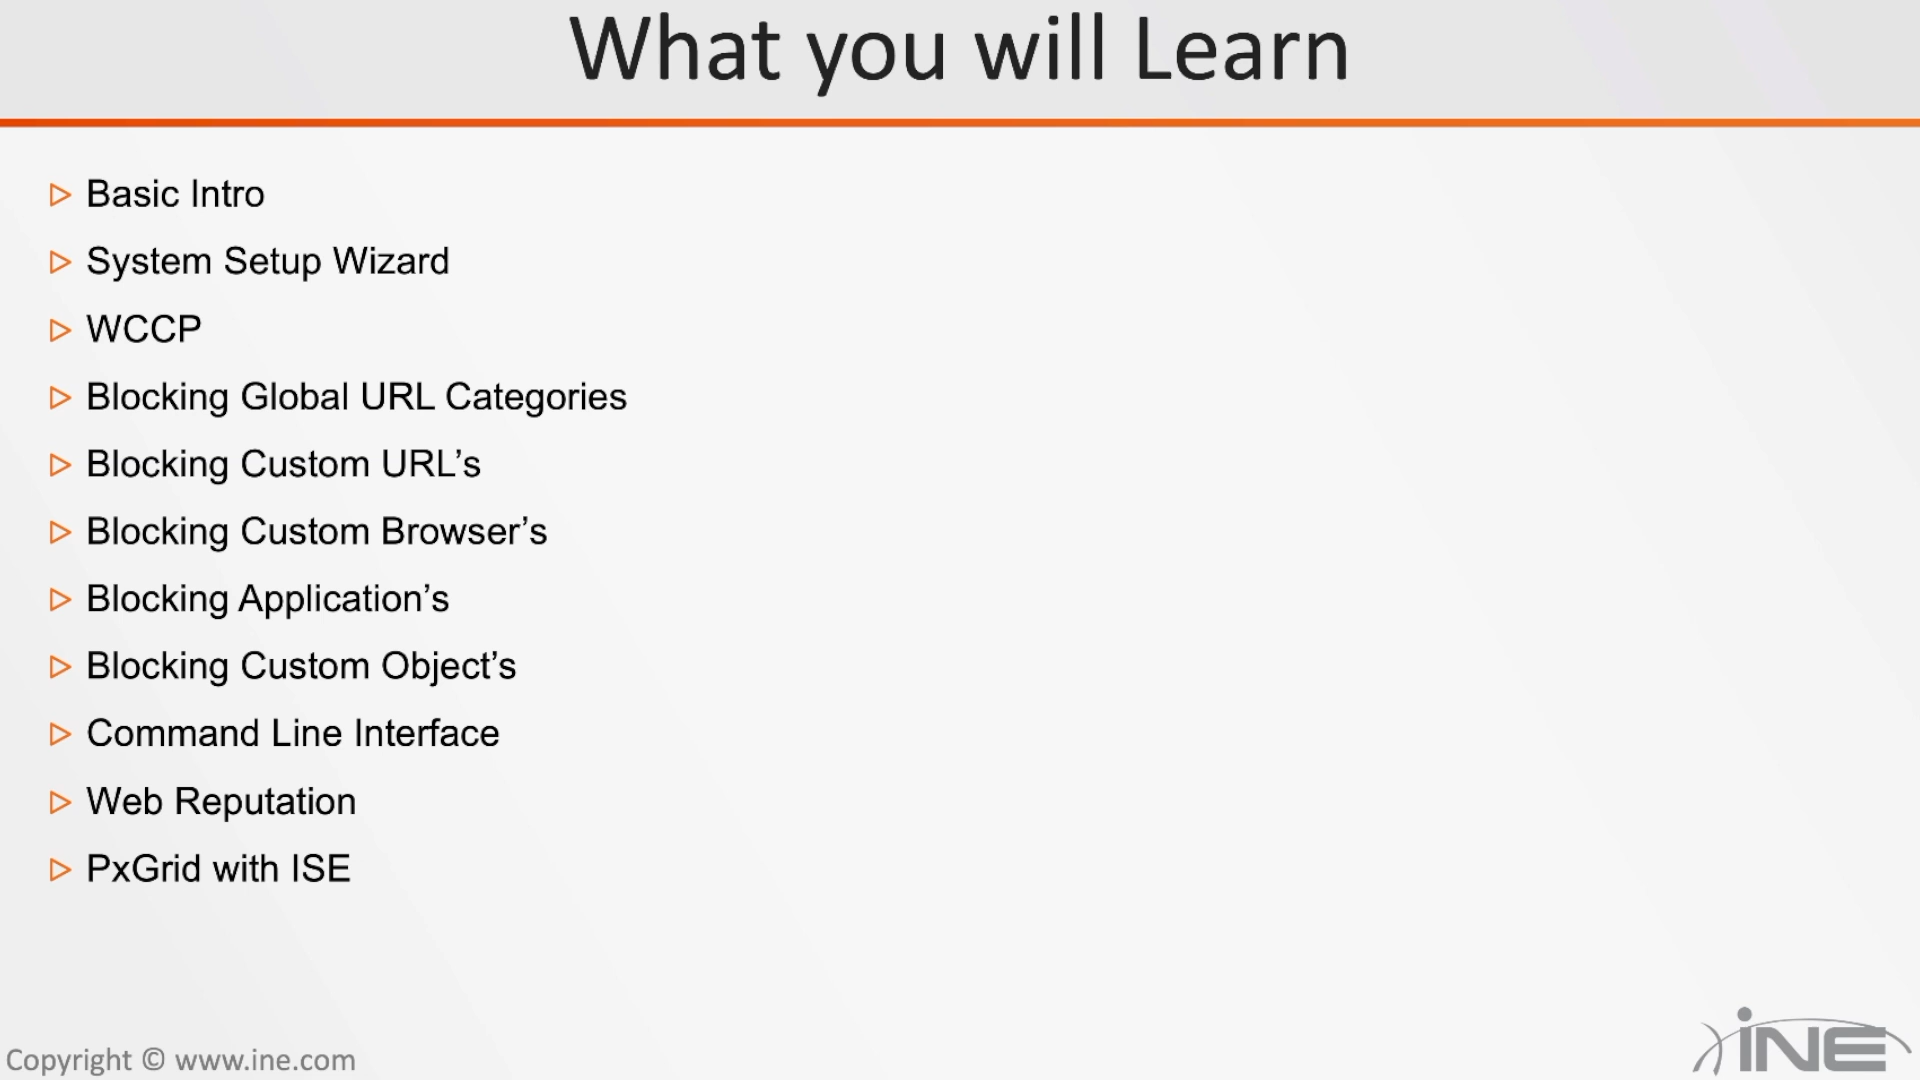 What you will Learn
Basic Intro
System Setup Wizard
WCCP
Blocking Global URL Categories
Blocking Custom URL’s
Blocking Custom Browser’s
Blocking Application’s
Blocking Custom Object’s
Command Line Interface
Web Reputation
PxGrid with ISE
Copyright © www.ine.com
iNE